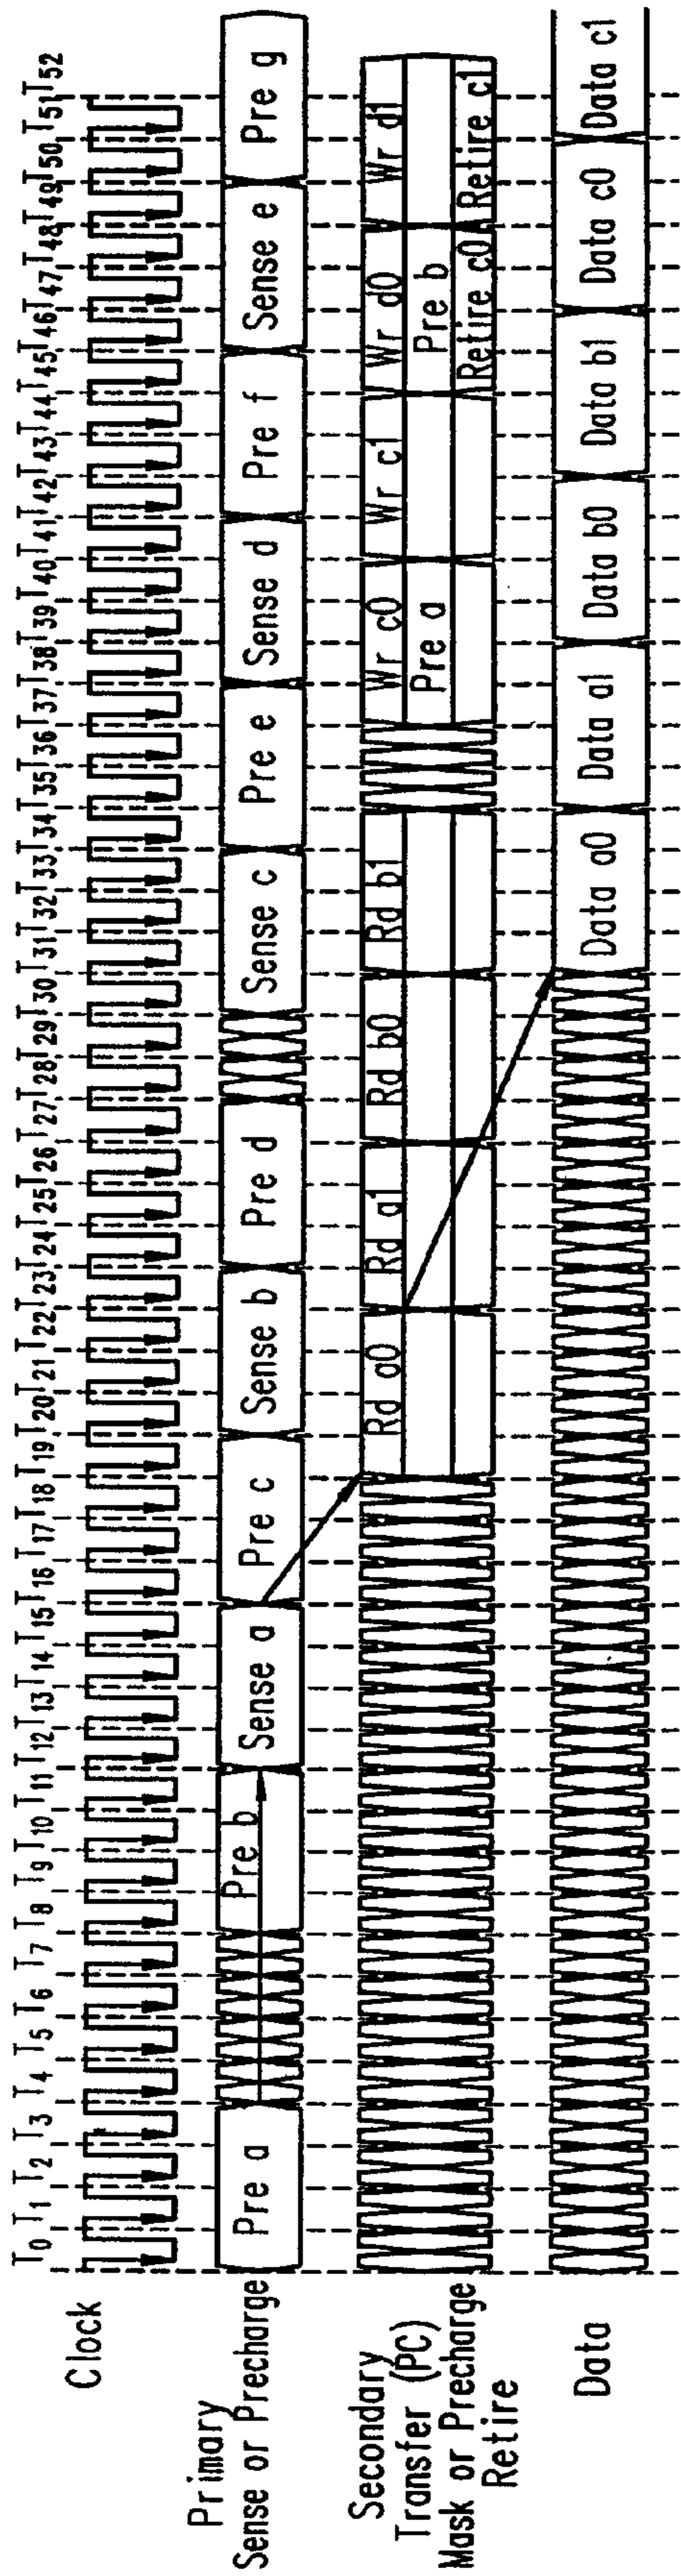 T0 T1 T2 T3 T4 T5 T6 T7 T8 T9 T10 T11 T12 T13 T14 T15 T16 T17 T18 T19 T20 T21 T22 T23 T24 T25 T26 T27 T28 T29 T30 T31 T32 T33 T34 T35 T36 T37 T38 T39 T40 T41 T42 T43 T44 T45 T46 T47 T48 T49 T50 T51 T52
Clock
Primary
Sense or Precharge
Pre a Pre b Sense a Pre c Sense b Pre d Sense c Pre e Sense d Pre f Sense e Pre g
Secondary
Transfer (PC)
Mask or Precharge
Retire
Rd a0 Rd a1 Rd b0 Rd b1 Wr c0 Wr c1 Wr d0 Wr d1
Pre a Pre b
Retire c0 Retire c1
Data
Data a0 Data a1 Data b0 Data b1 Data c0 Data c1